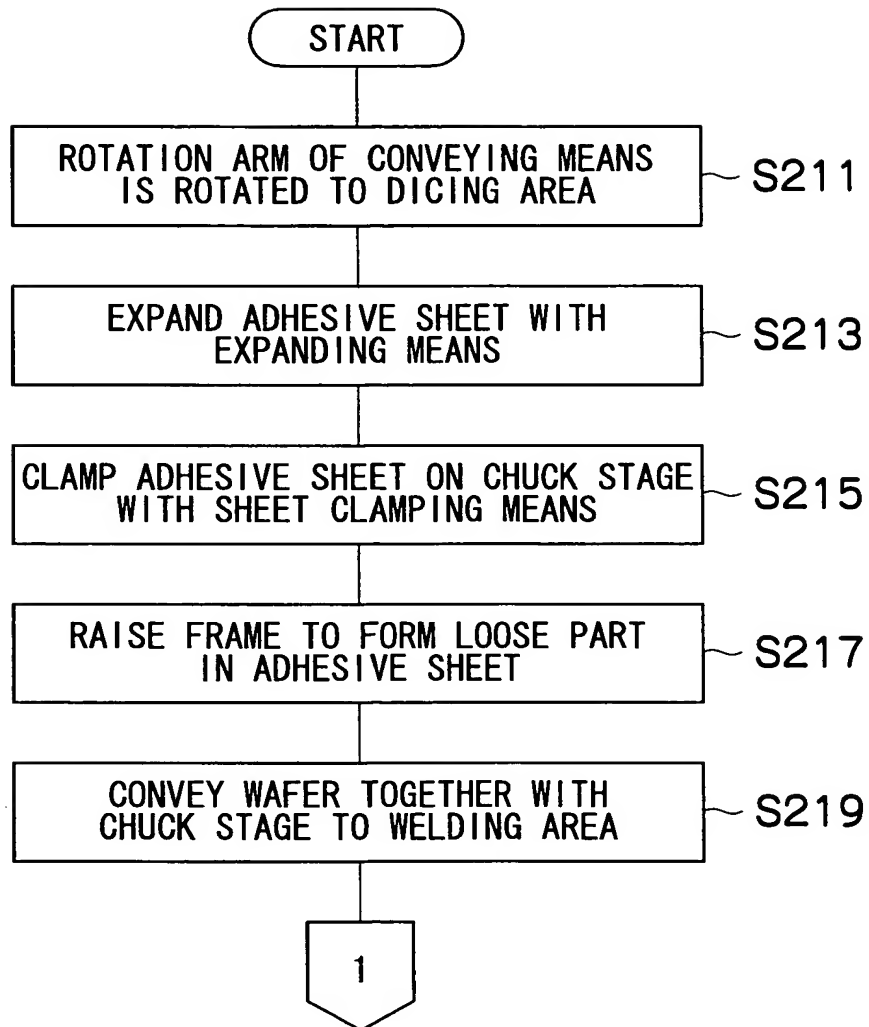 START
ROTATION ARM OF CONVEYING MEANS
IS ROTATED TO DICING AREA
S211
EXPAND ADHESIVE SHEET WITH
EXPANDING MEANS
S213
CLAMP ADHESIVE SHEET ON CHUCK STAGE
WITH SHEET CLAMPING MEANS
S215
RAISE FRAME TO FORM LOOSE PART
IN ADHESIVE SHEET
S217
CONVEY WAFER TOGETHER WITH
CHUCK STAGE TO WELDING AREA
S219
1